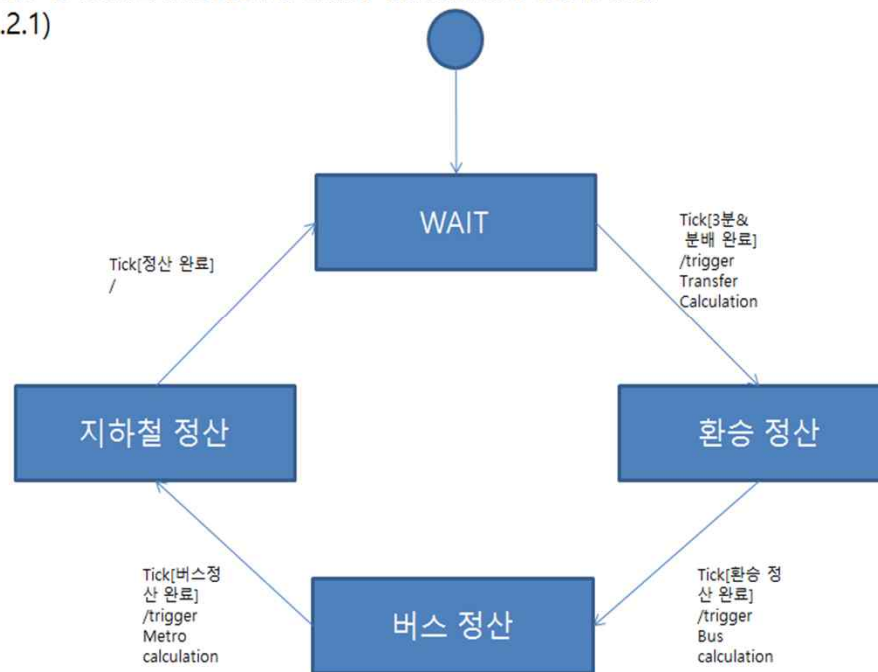 .2.1)
WAIT
Tick[3분&
분배 완료]
/trigger
Transfer
Calculation
Tick[정산 완료]
/
지하철 정산
환승 정산
Tick[버스정
산 완료]
/trigger
Metro
calculation
버스 정산
Tick[환승 정
산 완료]
/trigger
Bus
calculation